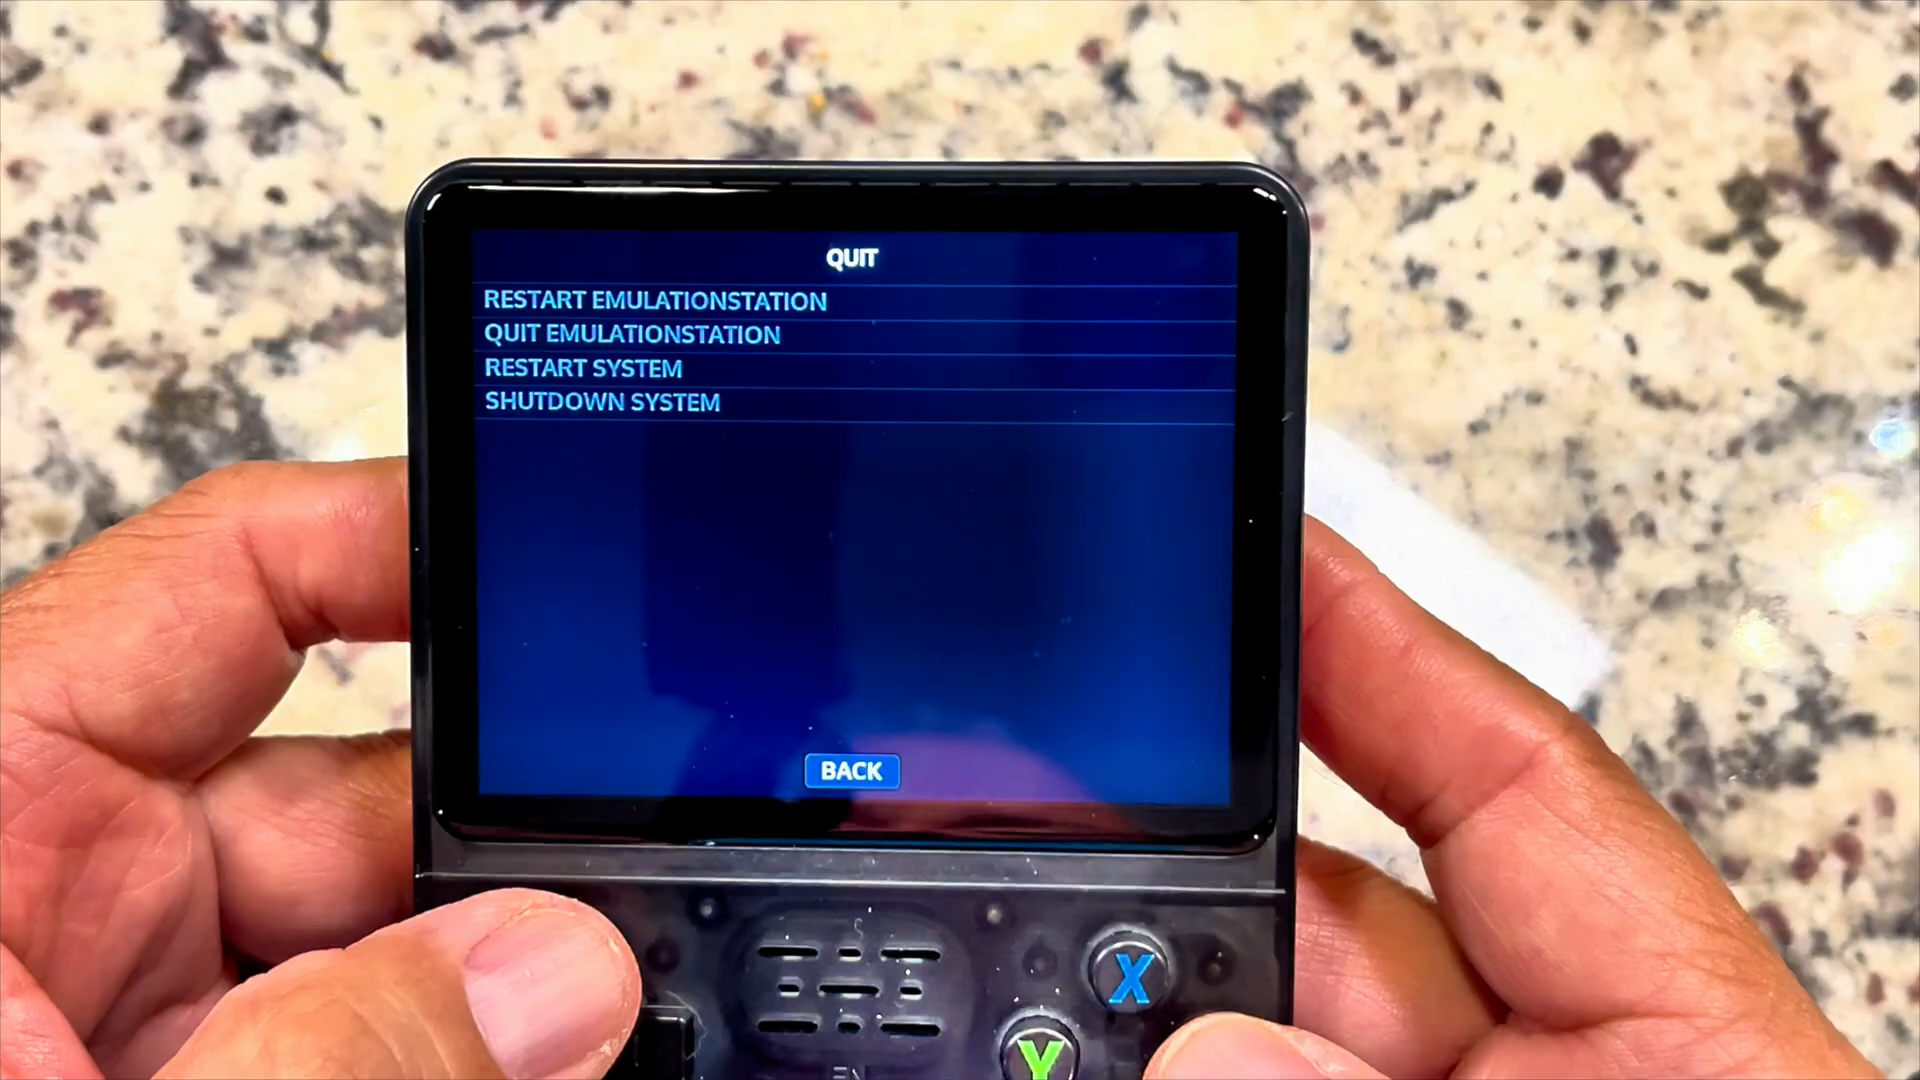 QUIT
RESTART EMULATIONSTATION
QUIT EMULATIONSTATION
RESTART SYSTEM
SHUTDOWN SYSTEM
BACK
X
Y